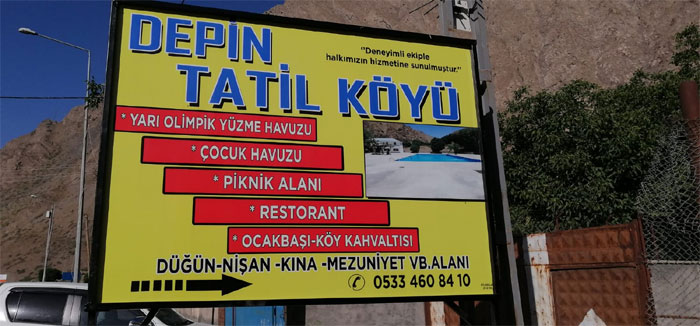 DEPİN
TATİL KÖYÜ
"Deneyimli ekiple
halkımızın hizmetine sunulmuştur."
* YARI OLİMPİK YÜZME HAVUZU
* ÇOCUK HAVUZU
* PİKNİK ALANI
* RESTORANT
* OCAKBAŞI-KÖY KAHVALTISI
DÜĞÜN-NİŞAN -KINA -MEZUNİYET VB.ALANI
0533 460 84 10